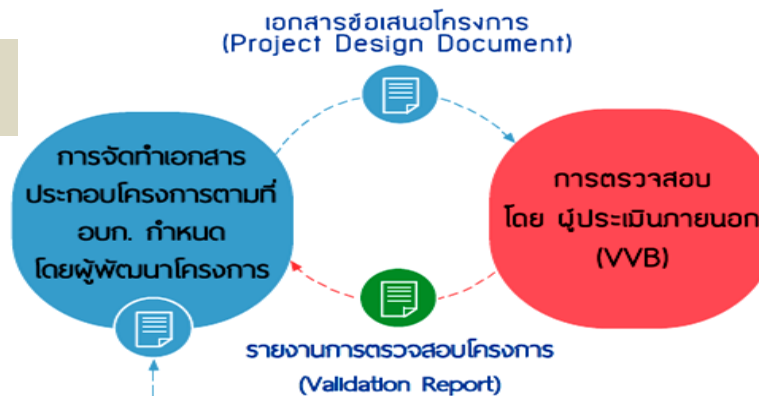 เอกสารข้อเสนอโครงการ
(Project Design Document)
การจัดทำเอกสาร
ประกอบโครงการตามที่
อบก. กำหนด
โดยผู้พัฒนาโครงการ
การตรวจสอบ
โดย ผู้ประเมินภายนอก
(VVB)
รายงานการตรวจสอบโครงการ
(Validation Report)